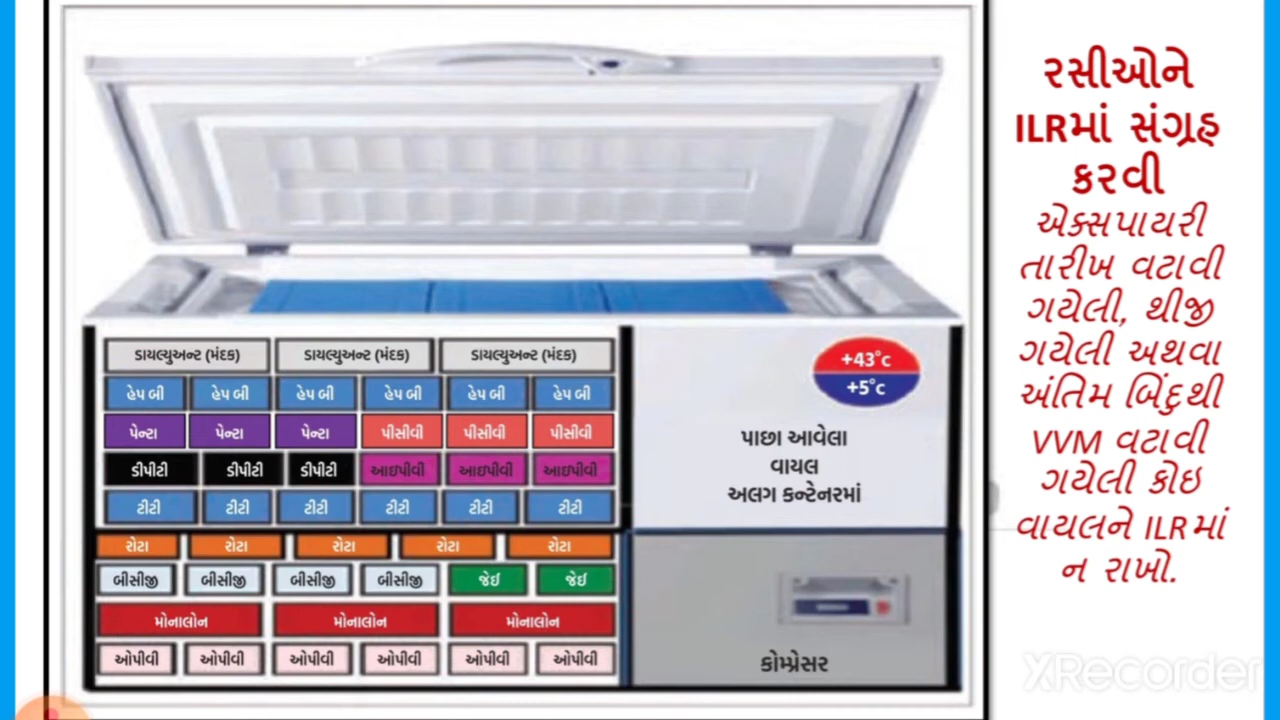 ડાયલ્યુઅન્ટ (મંદક) ડાયલ્યુઅન્ટ (મંદક) ડાયલ્યુઅન્ટ (મંદક)
હેપ બી હેપ બી હેપ બી હેપ બી હેપ બી હેપ બી
પેન્ટા પેન્ટા પેન્ટા પીસીવી પીસીવી પીસીવી
ડીપીટી ડીપીટી ડીપીટી આઇપીવી આઇપીવી આઇપીવી
ટીટી ટીટી ટીટી ટીટી ટીટી ટીટી
રોટા રોટા રોટા રોટા રોટા
બીસીજી બીસીજી બીસીજી બીસીજી જેઈ જેઈ
મોનાલોન મોનાલોન મોનાલોન
ઓપીવી ઓપીવી ઓપીવી ઓપીવી ઓપીવી ઓપીવી
+43°c
+5°c
પાછા આવેલા
વાયલ
અલગ કન્ટેનરમાં
કોમ્પ્રેસર
રસીઓને
ILRમાં સંગ્રહ
કરવી
એક્સપાયરી
તારીખ વટાવી
ગયેલી, થીજી
ગયેલી અથવા
અંતિમ બિંદુથી
VVM વટાવી
ગયેલી કોઇ
વાયલને ILRમાં
ન રાખો.
XRecorder